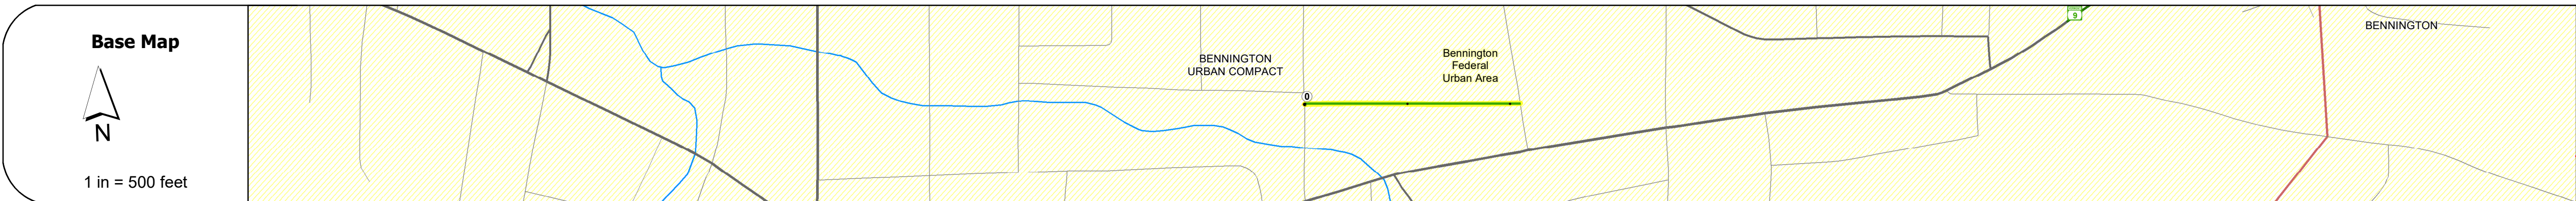 Base Map
N
1 in = 500 feet
BENNINGTON
URBAN COMPACT
0
Bennington
Federal
Urban Area
9
BENNINGTON